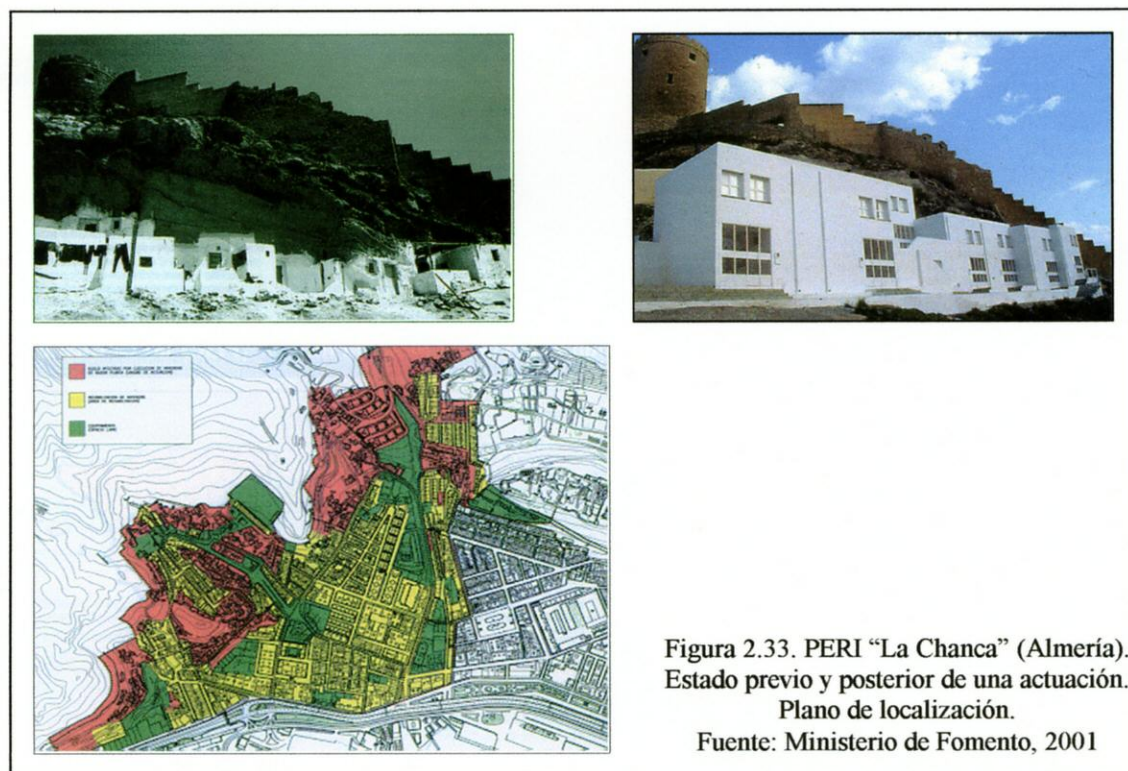 Figura 2.33. PERI “La Chanca” (Almería).
Estado previo y posterior de una actuación.
Plano de localización.
Fuente: Ministerio de Fomento, 2001